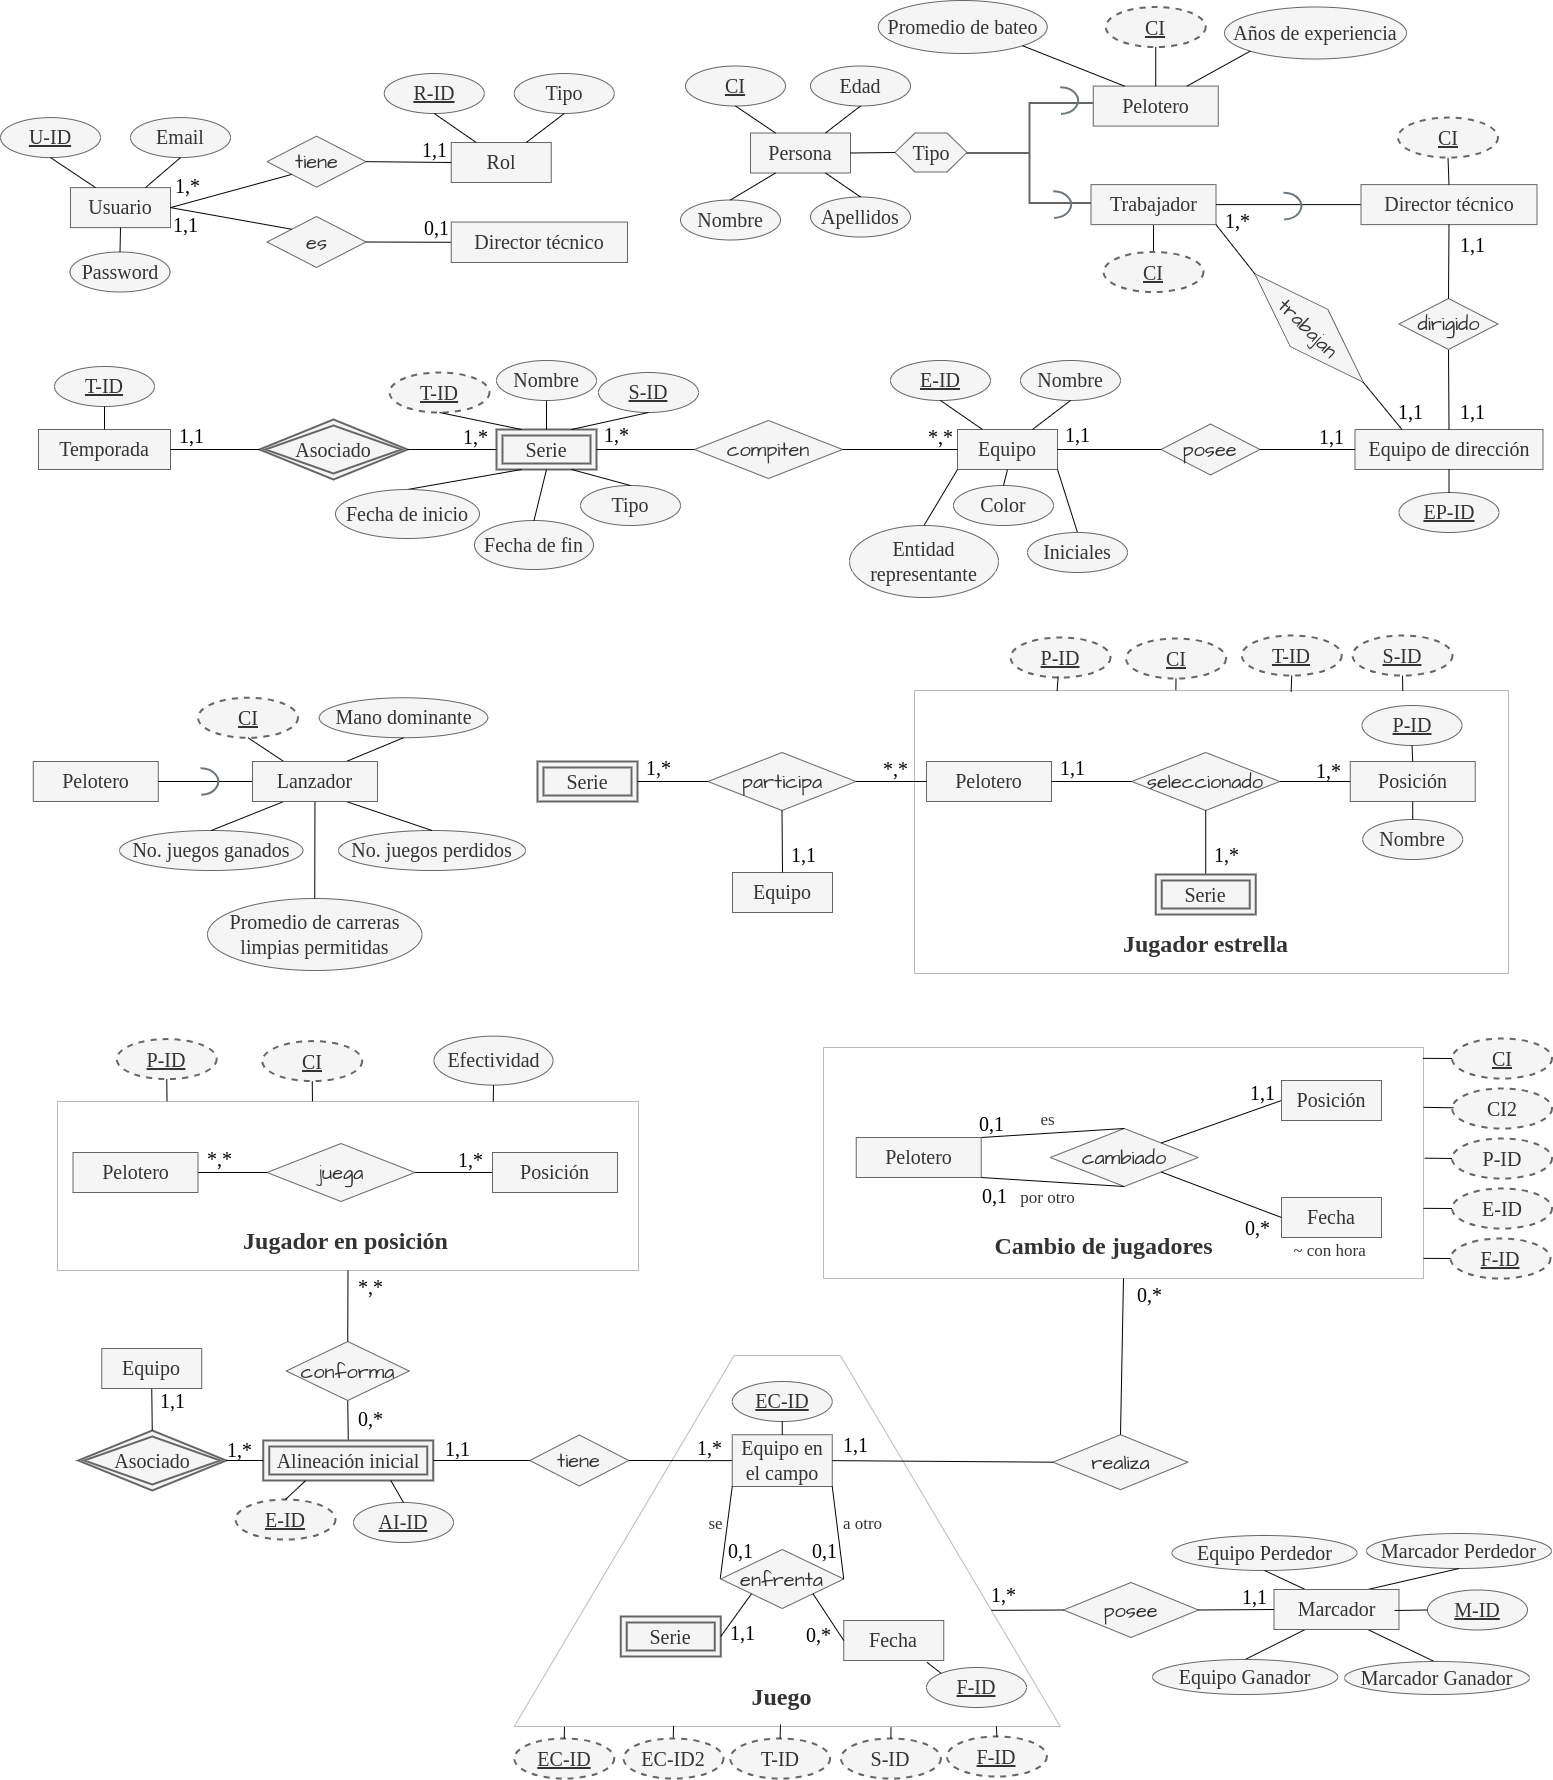 Promedio de bateo
CI
Años de experiencia
Pelotero
CI
Edad
Persona
Tipo
Nombre
Apellidos
Trabajador
CI
1,*
CI
Director técnico
1,1
dirigido
1,1
trabajan
1,1
R-ID
Tipo
U-ID
Email
tiene
1,1
Rol
1,*
Usuario
1,1
es
0,1
Director técnico
Password
T-ID
Temporada
1,1
Asociado
1,*
T-ID
Nombre
S-ID
Serie
1,*
Fecha de inicio
Fecha de fin
Tipo
compiten
*,*
E-ID
Nombre
Equipo
1,1
Color
Entidad
representante
Iniciales
posee
1,1
Equipo de dirección
EP-ID
CI
Mano dominante
Pelotero
Lanzador
No. juegos ganados
No. juegos perdidos
Promedio de carreras
limpias permitidas
P-ID
CI
T-ID
S-ID
Serie
1,*
participa
*,*
1,1
Equipo
Pelotero
1,1
seleccionado
1,*
P-ID
Posición
Nombre
1,*
Serie
Jugador estrella
P-ID
CI
Efectividad
Pelotero
*,*
juega
1,*
Posición
Jugador en posición
*,*
conforma
0,*
Equipo
1,1
Asociado
1,*
Alineación inicial
1,1
E-ID
AI-ID
tiene
1,*
CI
CI2
P-ID
E-ID
F-ID
Pelotero
0,1
es
cambiado
0,1
por otro
1,1
Posición
0,*
Fecha
~ con hora
Cambio de jugadores
0,*
realiza
EC-ID
Equipo en
el campo
1,1
se
a otro
0,1
0,1
enfrenta
Serie
1,1
0,*
Fecha
F-ID
Juego
EC-ID
EC-ID2
T-ID
S-ID
F-ID
1,*
posee
1,1
Equipo Perdedor
Marcador Perdedor
Marcador
M-ID
Equipo Ganador
Marcador Ganador